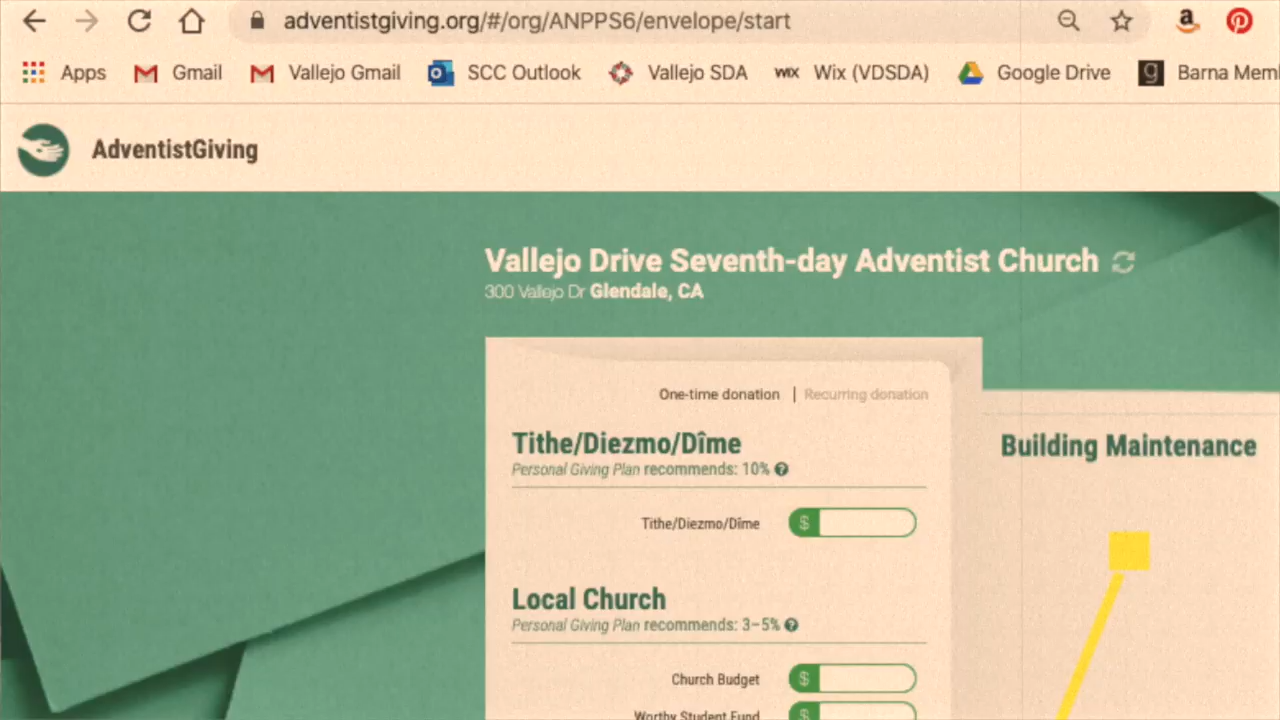 adventistgiving.org/#/org/ANPPS6/envelope/start
Apps Gmail Vallejo Gmail SCC Outlook Vallejo SDA WIX Wix (VDSDA) Google Drive g Barna Mem
AdventistGiving
Vallejo Drive Seventh-day Adventist Church
300 Vallejo Dr Glendale, CA
One-time donation | Recurring donation
Tithe/Diezmo/Dîme
Personal Giving Plan recommends: 10% ?
Building Maintenance
Tithe/Diezmo/Dîme $
Local Church
Personal Giving Plan recommends: 3–5% ?
Church Budget $
Worthy Student Fund $